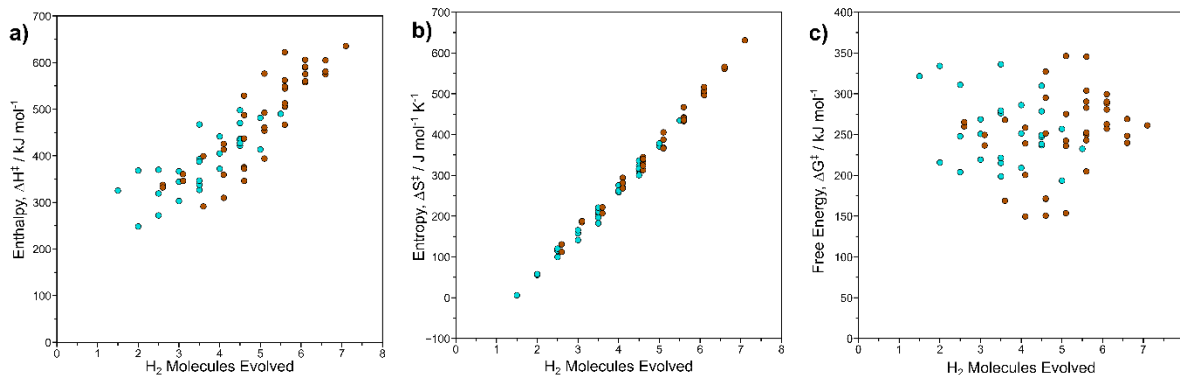 a)
700
600
500
400
300
200
100
0
Enthalpy, ΔH‡ / kJ mol⁻¹
0 1 2 3 4 5 6 7 8
H₂ Molecules Evolved
b)
700
600
500
400
300
200
100
0
−100
Entropy, ΔS‡ / J mol⁻¹ K⁻¹
0 1 2 3 4 5 6 7 8
H₂ Molecules Evolved
c)
400
350
300
250
200
150
100
50
0
Free Energy, ΔG‡ / kJ mol⁻¹
0 1 2 3 4 5 6 7 8
H₂ Molecules Evolved